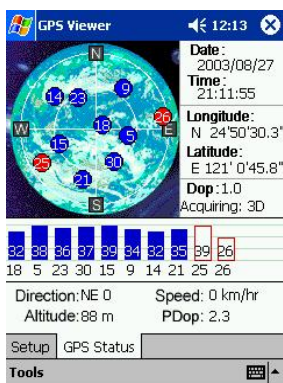 GPS Viewer 12:13
Date:
2003/08/27
Time:
21:11:55
Longitude:
N 24°50'30.3"
Latitude:
E 121° 0'45.8"
Dop:1.0
Acquiring: 3D
N
14 23 9
18 26
W 5 E
15
25 30
21
S
32 38 36 37 39 34 32 35 39 26
18 5 23 30 15 9 14 21 25 26
Direction:NE 0 Speed: 0 km/hr
Altitude:88 m PDop: 2.3
Setup GPS Status
Tools